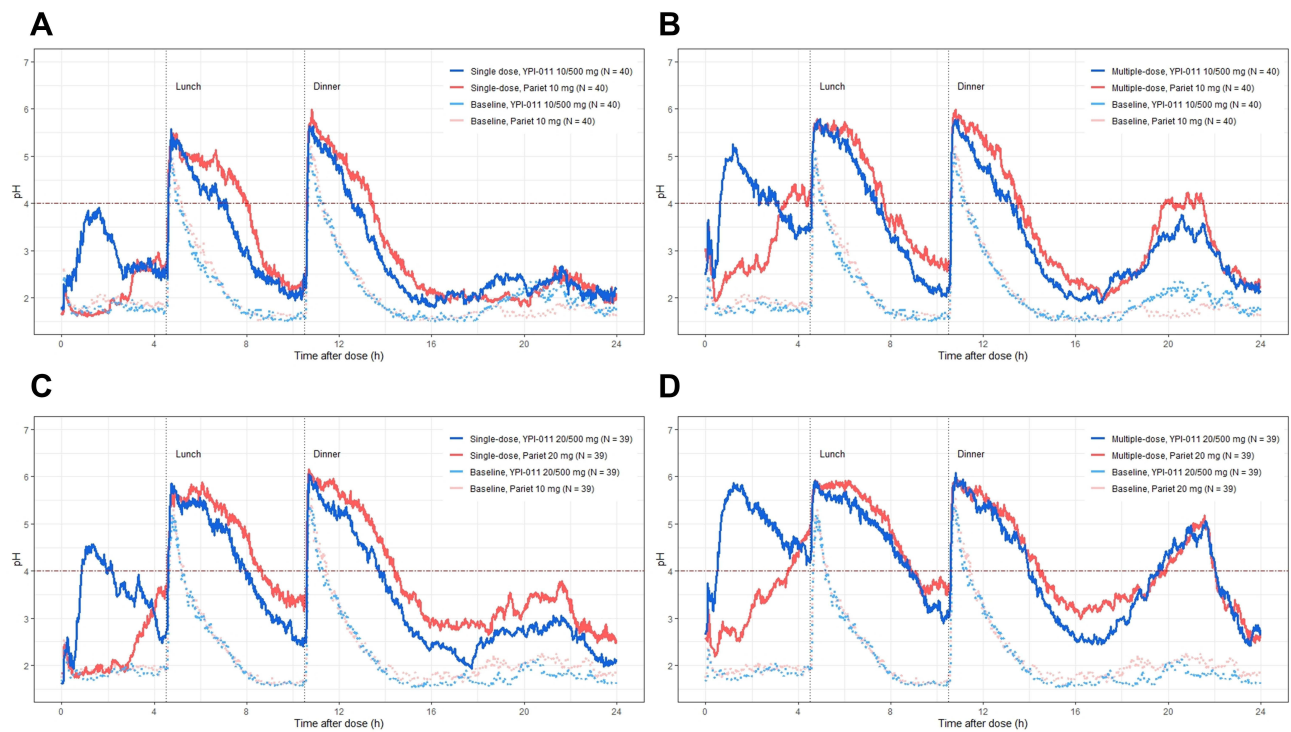 A
7
6
5
4
3
2
pH
Lunch
Dinner
Single dose, YPI-011 10/500 mg (N = 40)
Single-dose, Pariet 10 mg (N = 40)
Baseline, YPI-011 10/500 mg (N = 40)
Baseline, Pariet 10 mg (N = 40)
0 4 8 12 16 20 24
Time after dose (h)
B
7
6
5
4
3
2
pH
Lunch
Dinner
Multiple-dose, YPI-011 10/500 mg (N = 40)
Multiple-dose, Pariet 10 mg (N = 40)
Baseline, YPI-011 10/500 mg (N = 40)
Baseline, Pariet 10 mg (N = 40)
0 4 8 12 16 20 24
Time after dose (h)
C
7
6
5
4
3
2
pH
Lunch
Dinner
Single-dose, YPI-011 20/500 mg (N = 39)
Single-dose, Pariet 20 mg (N = 39)
Baseline, YPI-011 20/500 mg (N = 39)
Baseline, Pariet 10 mg (N = 39)
0 4 8 12 16 20 24
Time after dose (h)
D
7
6
5
4
3
2
pH
Lunch
Dinner
Multiple-dose, YPI-011 20/500 mg (N = 39)
Multiple-dose, Pariet 20 mg (N = 39)
Baseline, YPI-011 20/500 mg (N = 39)
Baseline, Pariet 20 mg (N = 39)
0 4 8 12 16 20 24
Time after dose (h)